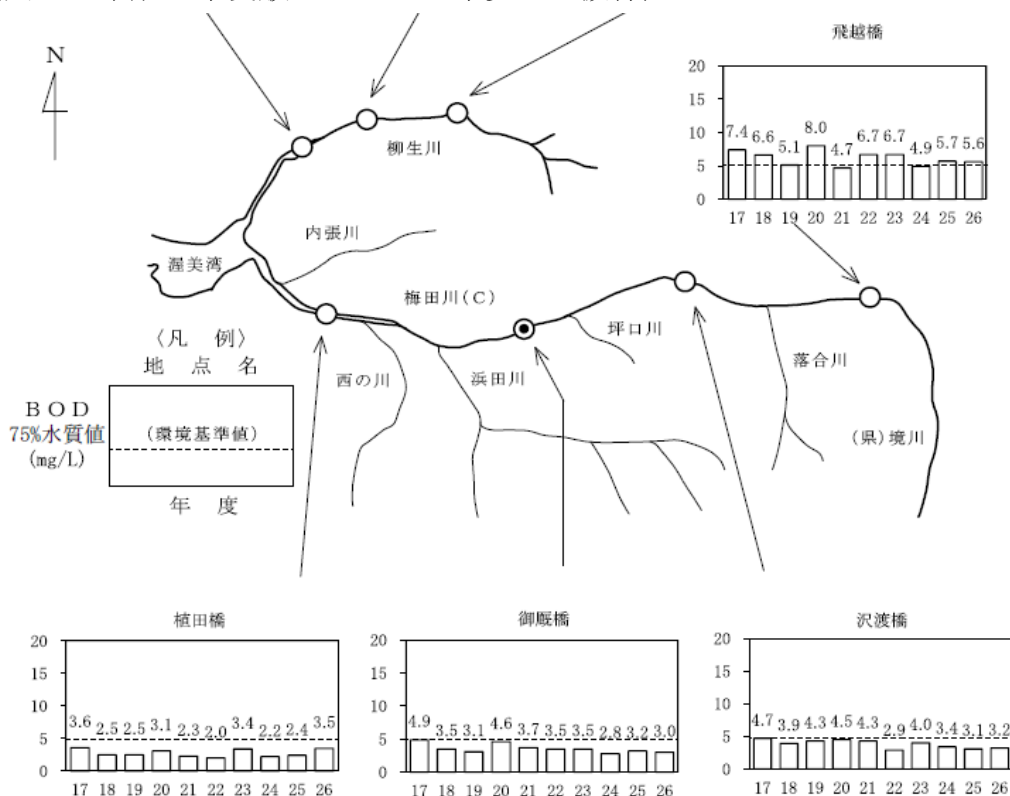 飛越橋
20
15
10
5
0
7.4 6.6 5.1 8.0 4.7 6.7 6.7 4.9 5.7 5.6
17 18 19 20 21 22 23 24 25 26
N
柳生川
内張川
渥美湾
梅田川(C)
坪口川
落合川
西の川
浜田川
(県)境川
〈凡 例〉
地 点 名
BOD
75%水質値
(mg/L)
(環境基準値)
年 度
植田橋
20
15
10
5
0
3.6 2.5 2.5 3.1 2.3 2.0 3.4 2.2 2.4 3.5
17 18 19 20 21 22 23 24 25 26
御厩橋
20
15
10
5
0
4.9 3.5 3.1 4.6 3.7 3.5 3.5 2.8 3.2 3.0
17 18 19 20 21 22 23 24 25 26
沢渡橋
20
15
10
5
0
4.7 3.9 4.3 4.5 4.3 2.9 4.0 3.4 3.1 3.2
17 18 19 20 21 22 23 24 25 26